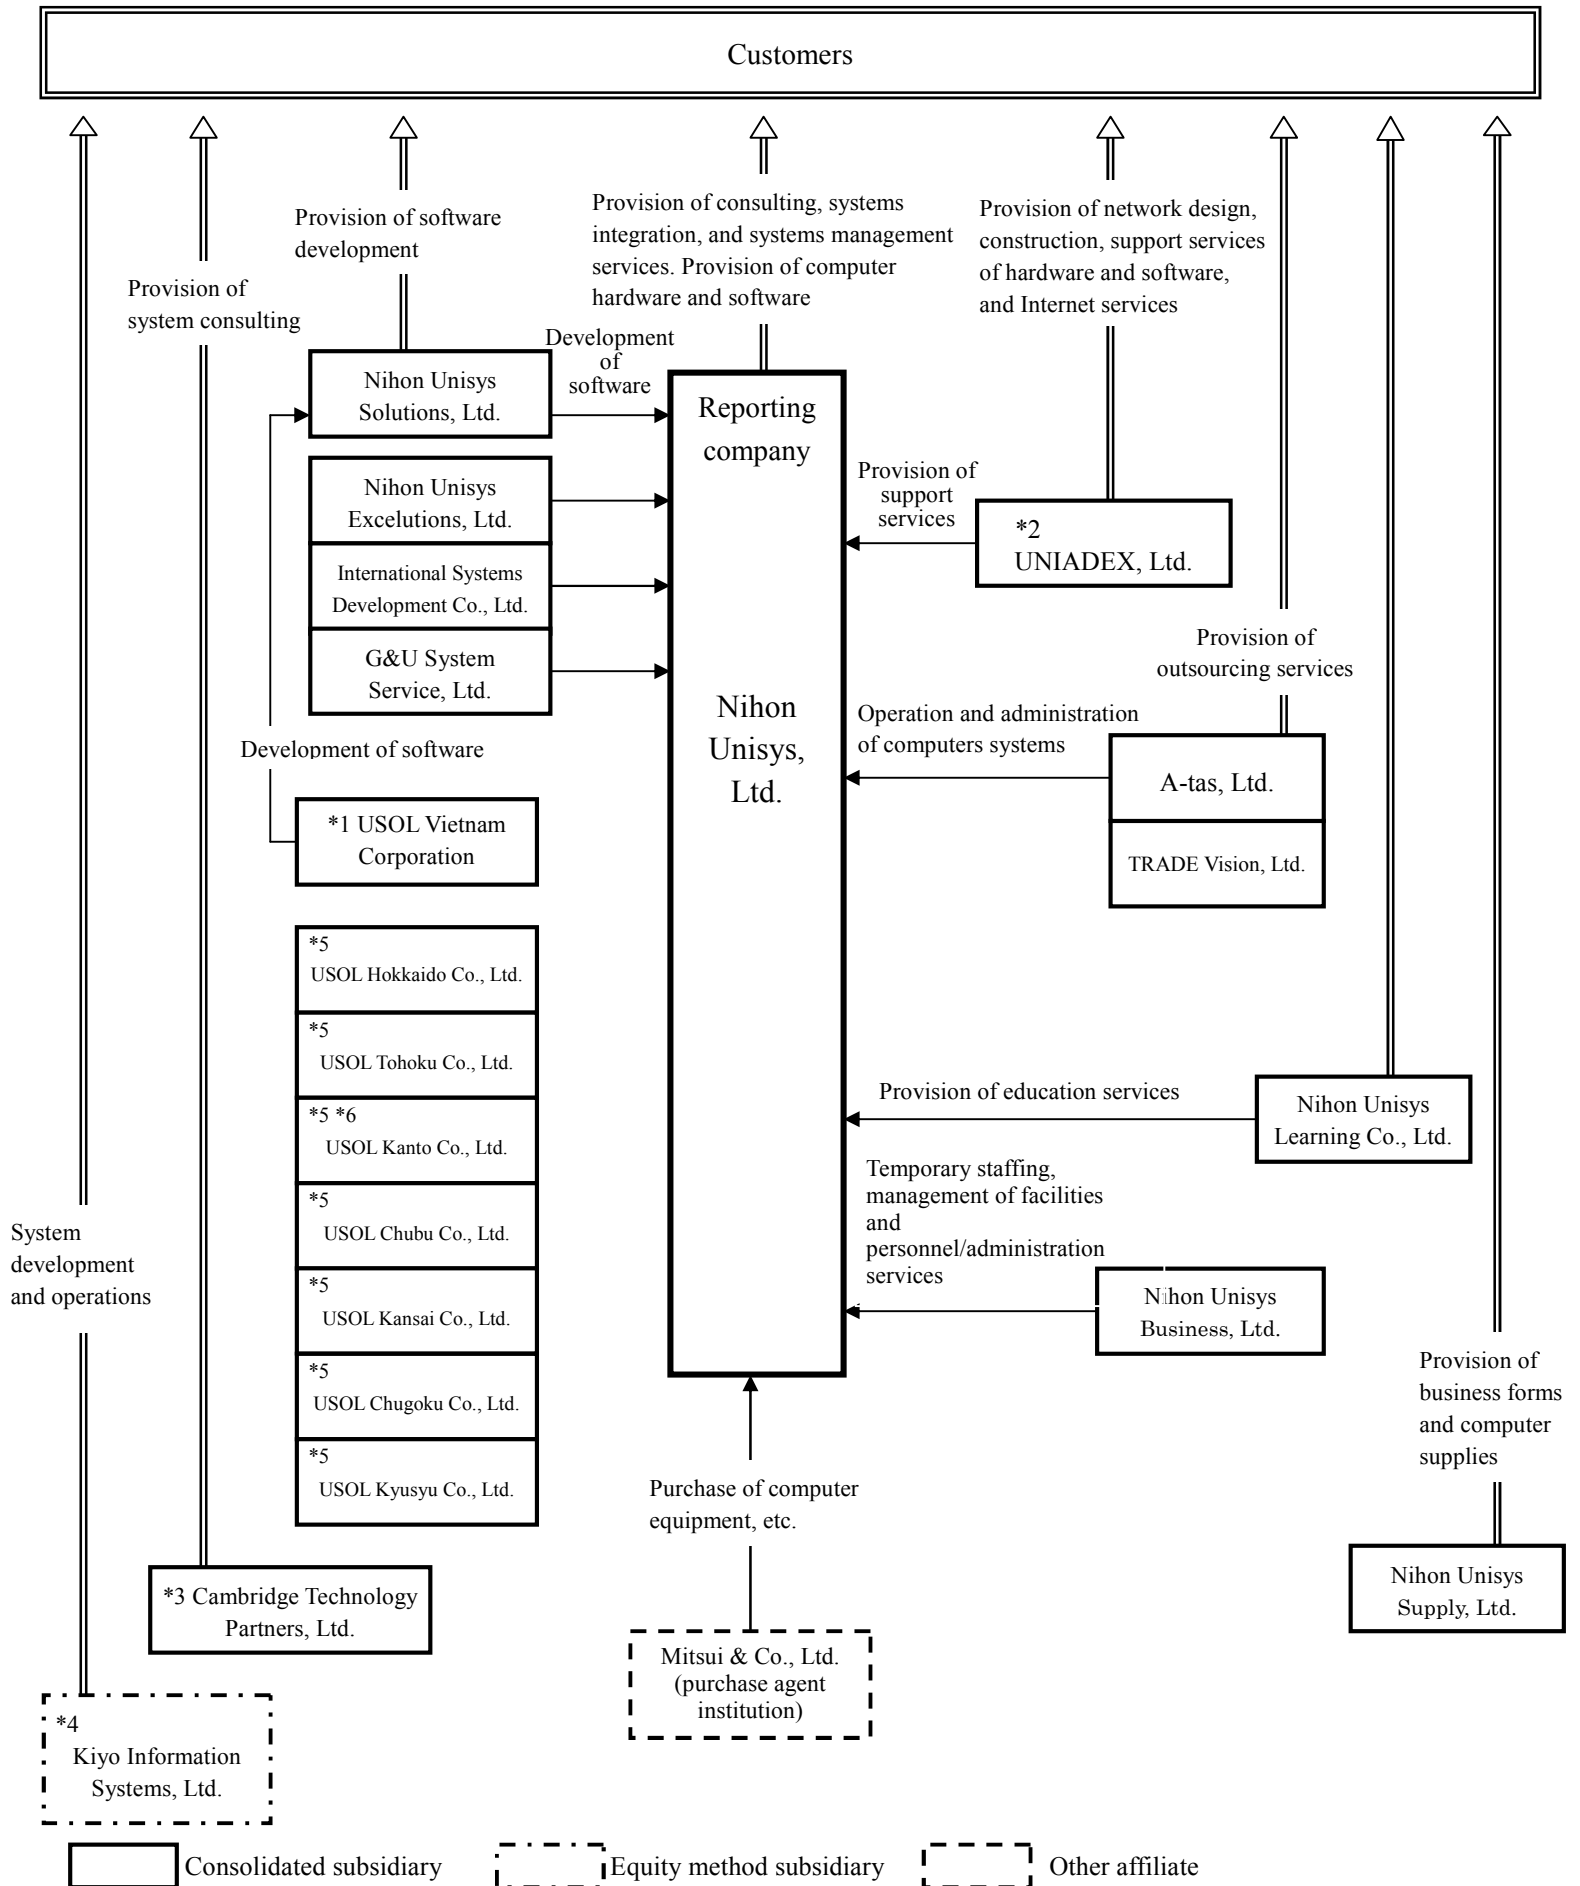 Customers
Provision of software
development
Provision of consulting, systems
integration, and systems management
services. Provision of computer
hardware and software
Provision of network design,
construction, support services
of hardware and software,
and Internet services
Provision of
system consulting
Development
of
software
Nihon Unisys
Solutions, Ltd.
Reporting
company
Nihon Unisys
Excelutions, Ltd.
Provision of
support
services
*2
UNIADEX, Ltd.
International Systems
Development Co., Ltd.
G&U System
Service, Ltd.
Provision of
outsourcing services
Nihon
Unisys,
Ltd.
Development of software
Operation and administration
of computers systems
A-tas, Ltd.
*1 USOL Vietnam
Corporation
TRADE Vision, Ltd.
*5
USOL Hokkaido Co., Ltd.
*5
USOL Tohoku Co., Ltd.
*5 *6
USOL Kanto Co., Ltd.
*5
USOL Chubu Co., Ltd.
*5
USOL Kansai Co., Ltd.
*5
USOL Chugoku Co., Ltd.
*5
USOL Kyusyu Co., Ltd.
Provision of education services
Nihon Unisys
Learning Co., Ltd.
Temporary staffing,
management of facilities
and
personnel/administration
services
Nihon Unisys
Business, Ltd.
System
development
and operations
Provision of
business forms
and computer
supplies
Purchase of computer
equipment, etc.
*3 Cambridge Technology
Partners, Ltd.
Nihon Unisys
Supply, Ltd.
Mitsui & Co., Ltd.
(purchase agent
institution)
*4
Kiyo Information
Systems, Ltd.
Consolidated subsidiary
Equity method subsidiary
Other affiliate